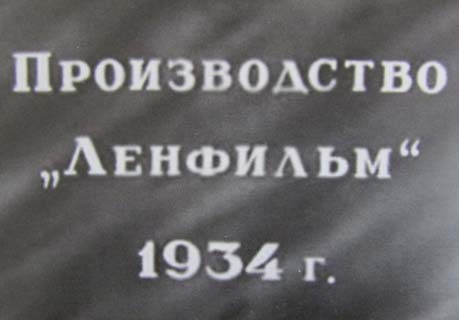 Производство
„Ленфильм“
1934 г.